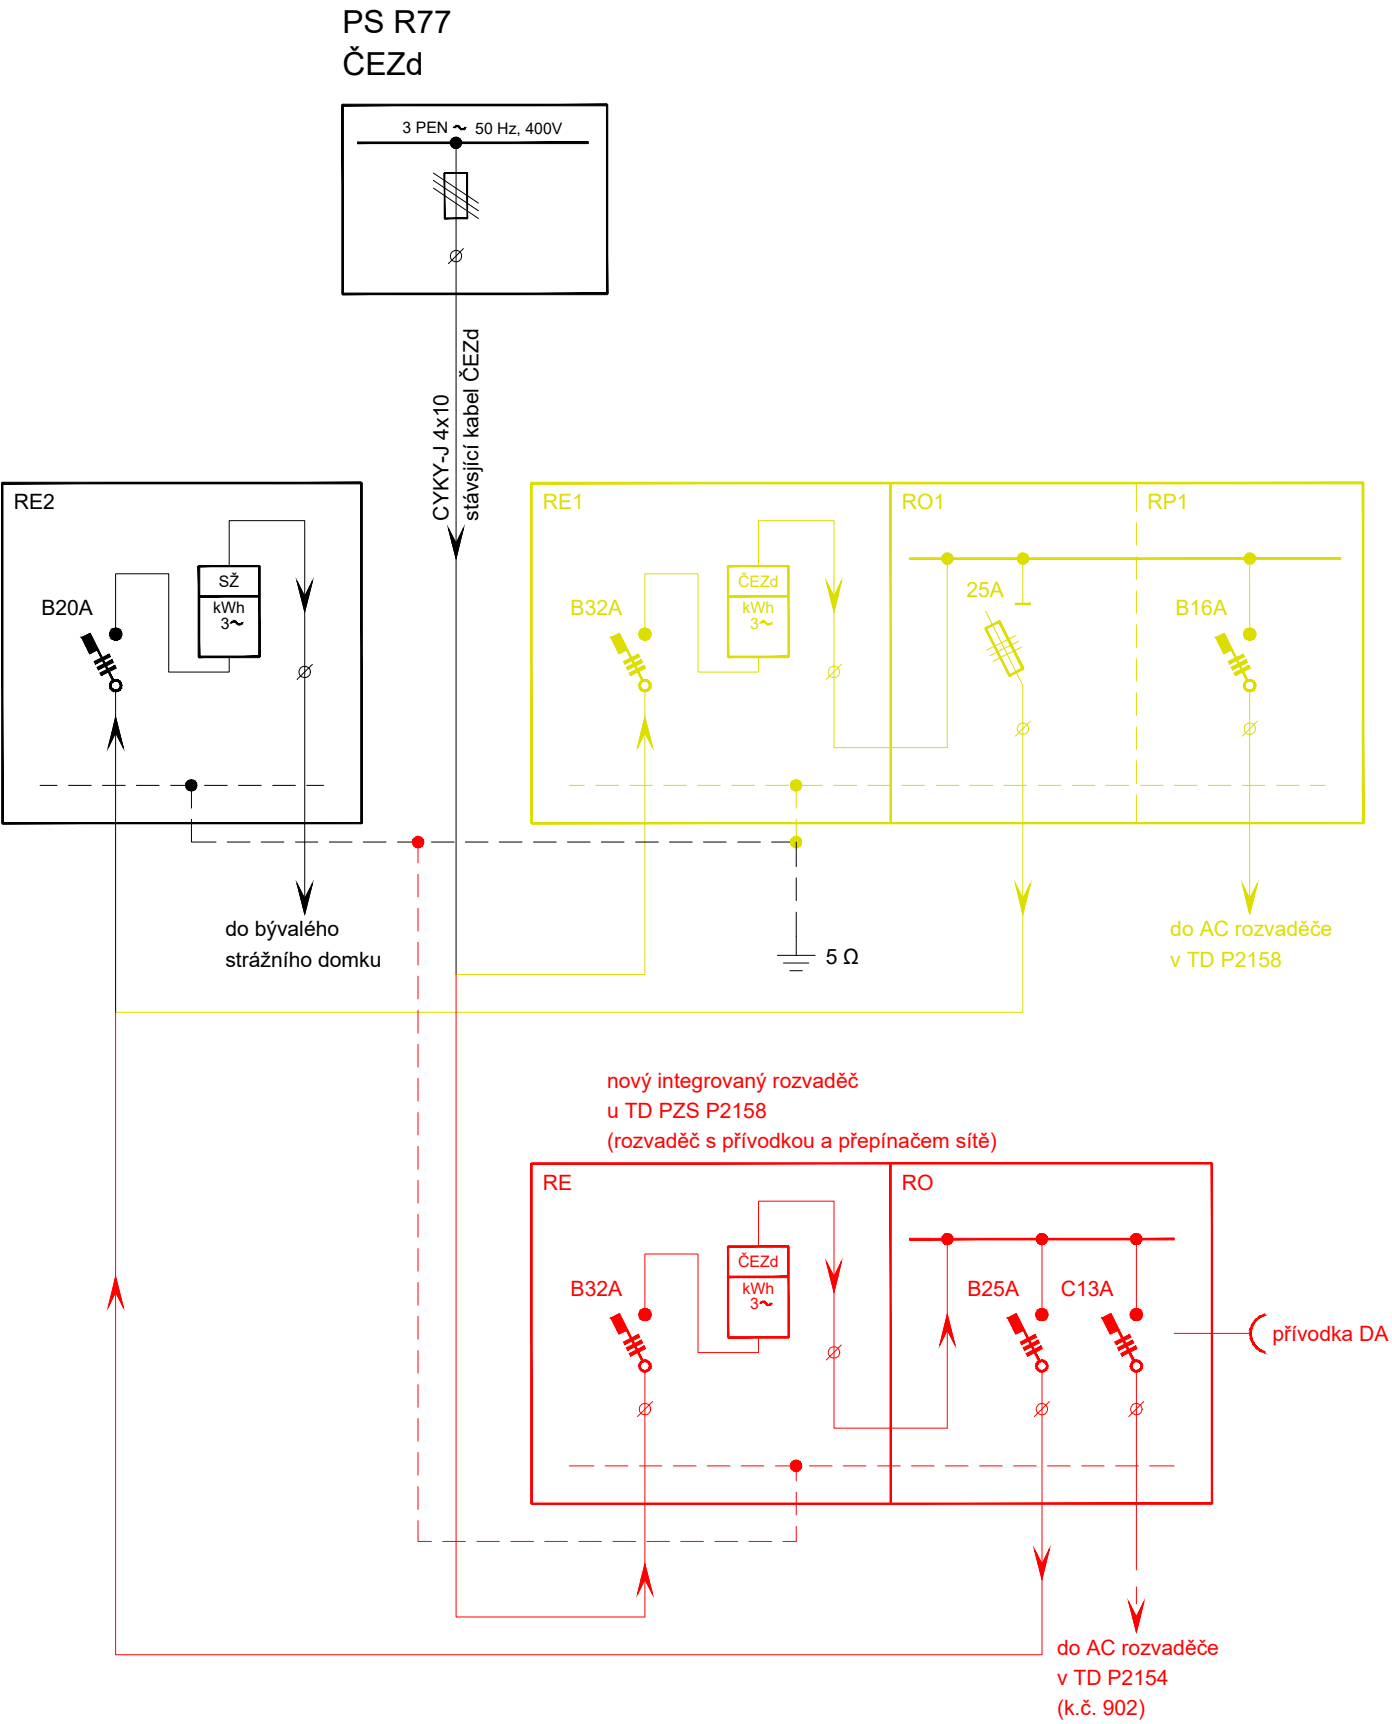 PS R77
ČEZd
3 PEN ~ 50 Hz, 400V
CYKY-J 4x10
stávsjící kabel ČEZd
RE2
B20A
SŽ
kWh
3~
do bývalého
strážního domku
RE1
B32A
ČEZd
kWh
3~
RO1
25A
RP1
B16A
do AC rozvaděče
v TD P2158
5 Ω
nový integrovaný rozvaděč
u TD PZS P2158
(rozvaděč s přívodkou a přepínačem sítě)
RE
B32A
ČEZd
kWh
3~
RO
B25A
C13A
přívodka DA
do AC rozvaděče
v TD P2154
(k.č. 902)